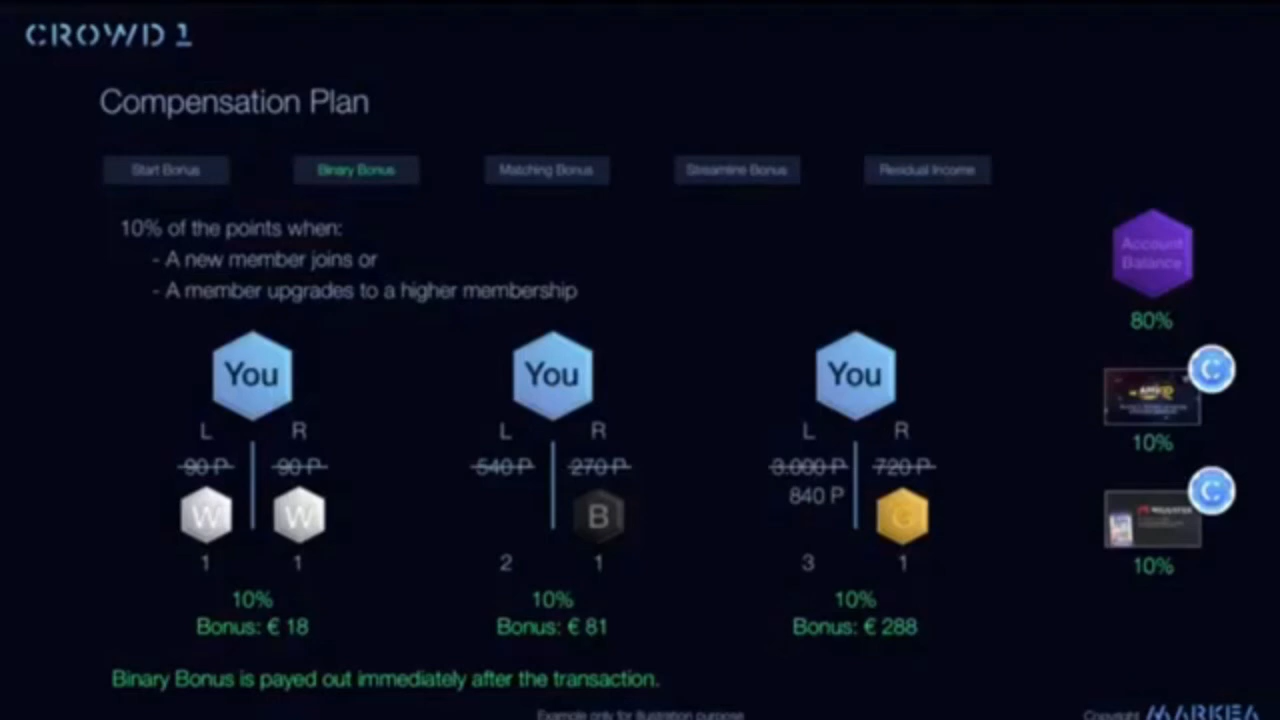 CROWD 1
Compensation Plan
Start Bonus
Binary Bonus
Matching Bonus
Streamline Bonus
Residual Income
10% of the points when:
- A new member joins or
- A member upgrades to a higher membership
Account
Balance
80%
10%
10%
You
L R
90 P 90 P
W W
1 1
10%
Bonus: € 18
You
L R
540 P 270 P
B
2 1
10%
Bonus: € 81
You
L R
3.000 P 720 P
840 P
G
3 1
10%
Bonus: € 288
Binary Bonus is payed out immediately after the transaction.
Example only for illustration purpose
Copyright